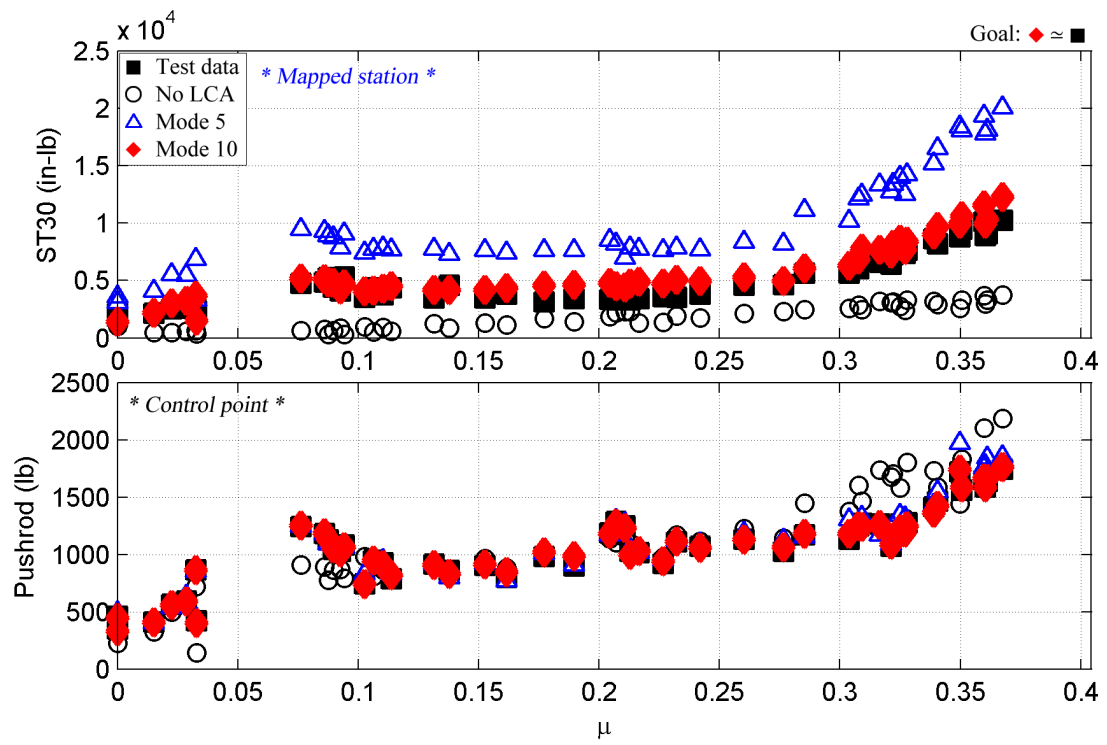 x 10⁴
Goal: ♦ ≃ ■
2.5
2
1.5
1
0.5
0
ST30 (in-lb)
Test data
No LCA
Mode 5
Mode 10
* Mapped station *
0 0.05 0.1 0.15 0.2 0.25 0.3 0.35 0.4
2500
2000
1500
1000
500
0
Pushrod (lb)
* Control point *
0 0.05 0.1 0.15 0.2 0.25 0.3 0.35 0.4
μ